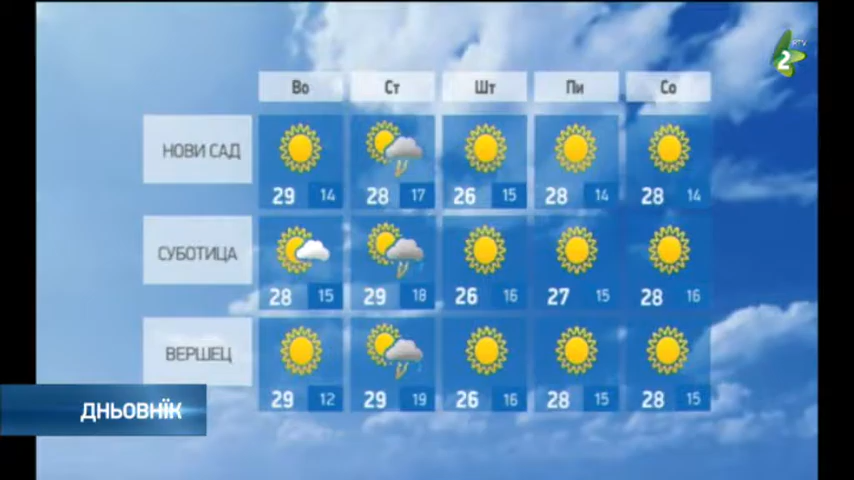 RTV
2
Во Ст Шт Пи Со
НОВИ САД
29 14 28 17 26 15 28 14 28 14
СУБОТИЦА
28 15 29 18 26 16 27 15 28 16
ВЕРШЕЦ
29 12 29 19 26 16 28 15 28 15
ДНЬОВНЇК